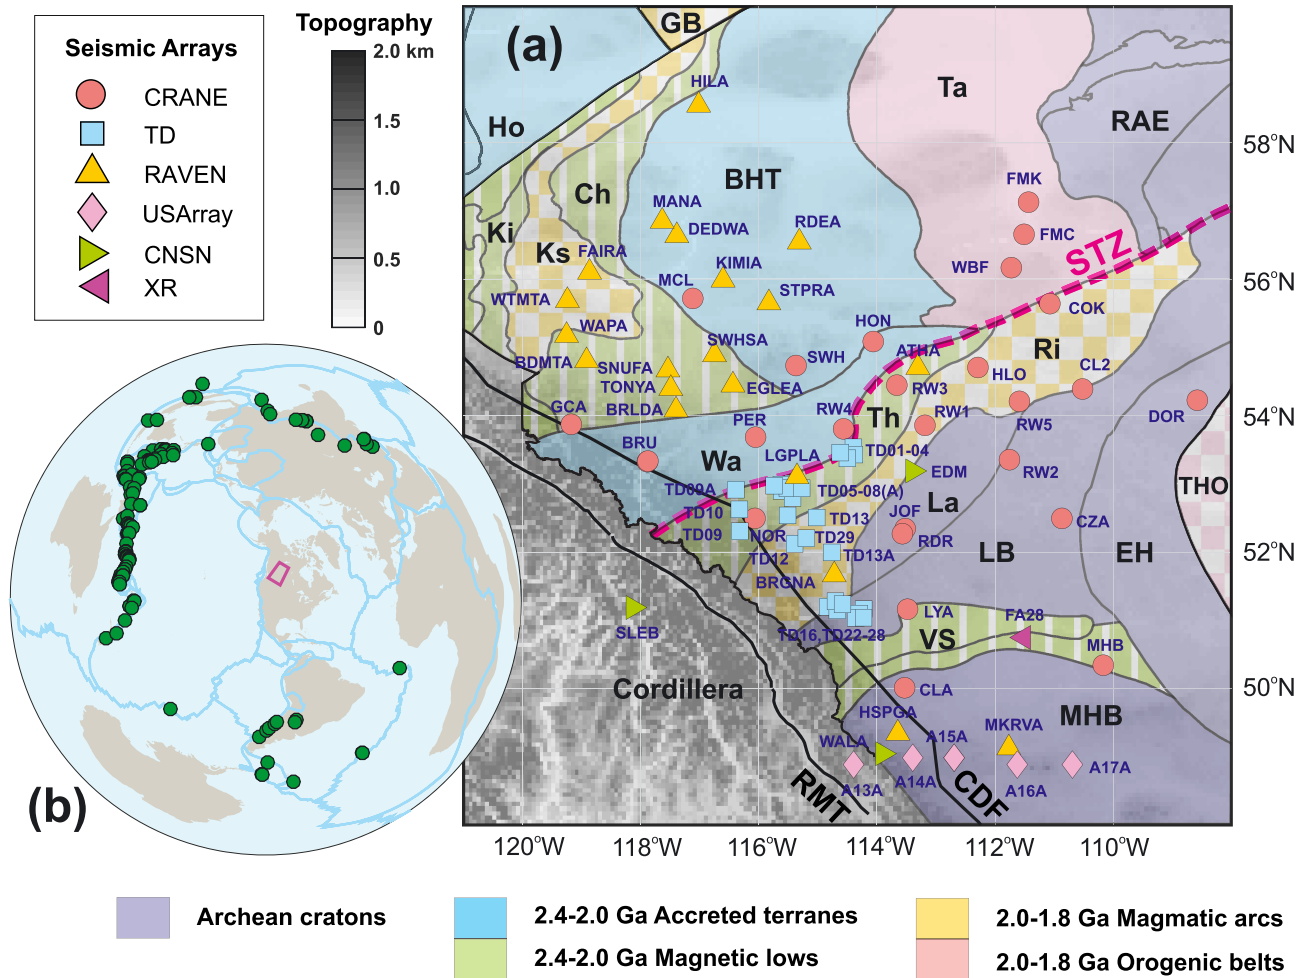 Seismic Arrays
CRANE
TD
RAVEN
USArray
CNSN
XR
Topography
2.0 km
1.5
1.0
0.5
0
(a)
GB
HILA
Ta
RAE
Ho
58°N
BHT
FMK
Ch
MANA
DEDWA
RDEA
FMC
STZ
Ki
Ks
FAIRA
KIMIA
WBF
56°N
MCL
STPRA
WTMTA
COK
WAPA
HON
SWHSA
ATHA
Ri
BDMTA
SNUFA
SWH
HLO
CL2
TONYA
EGLEA
RW3
GCA
BRLDA
RW4
Th
RW1
DOR
54°N
PER
RW5
BRU
Wa
LGPLA
TD01-04
EDM
RW2
THO
TD09A
TD05-08(A)
La
TD10
TD13
JOF
CZA
TD09
NOR
TD29
RDR
LB
EH
52°N
TD12
TD13A
BRGNA
LYA
FA28
SLEB
TD16,TD22-28
VS
MHB
Cordillera
CLA
50°N
HSPGA
MHB
WALA
A15A
MKRVA
A13A
A14A
A16A
A17A
RMT
CDF
(b)
120°W
118°W
116°W
114°W
112°W
110°W
Archean cratons
2.4-2.0 Ga Accreted terranes
2.4-2.0 Ga Magnetic lows
2.0-1.8 Ga Magmatic arcs
2.0-1.8 Ga Orogenic belts